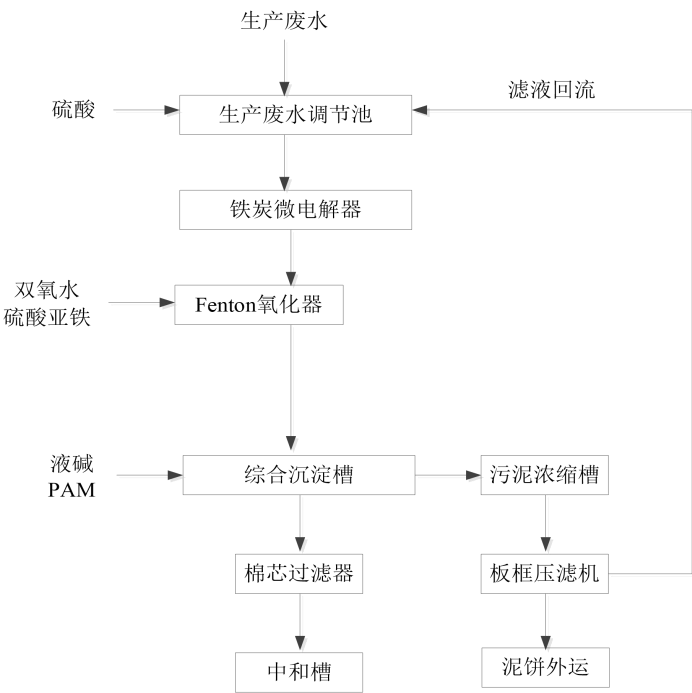 生产废水
滤液回流
硫酸
生产废水调节池
铁炭微电解器
双氧水
硫酸亚铁
Fenton氧化器
液碱
PAM
综合沉淀槽
污泥浓缩槽
棉芯过滤器
板框压滤机
中和槽
泥饼外运